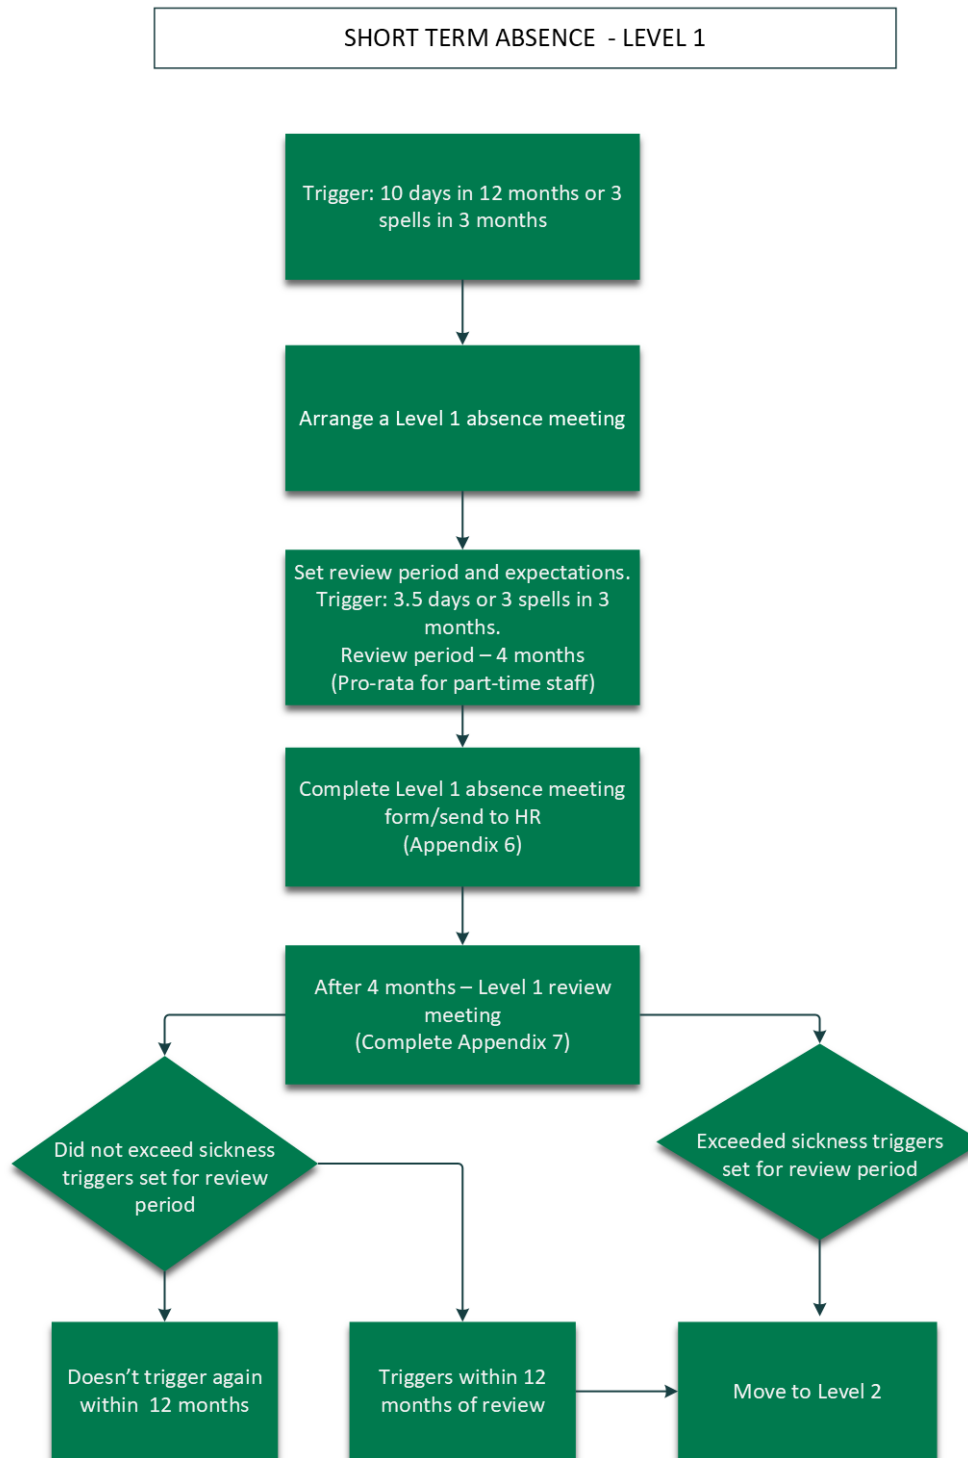 SHORT TERM ABSENCE - LEVEL 1
Trigger: 10 days in 12 months or 3
spells in 3 months
Arrange a Level 1 absence meeting
Set review period and expectations.
Trigger: 3.5 days or 3 spells in 3
months.
Review period – 4 months
(Pro-rata for part-time staff)
Complete Level 1 absence meeting
form/send to HR
(Appendix 6)
After 4 months – Level 1 review
meeting
(Complete Appendix 7)
Did not exceed sickness
triggers set for review
period
Exceeded sickness triggers
set for review period
Doesn’t trigger again
within 12 months
Triggers within 12
months of review
Move to Level 2